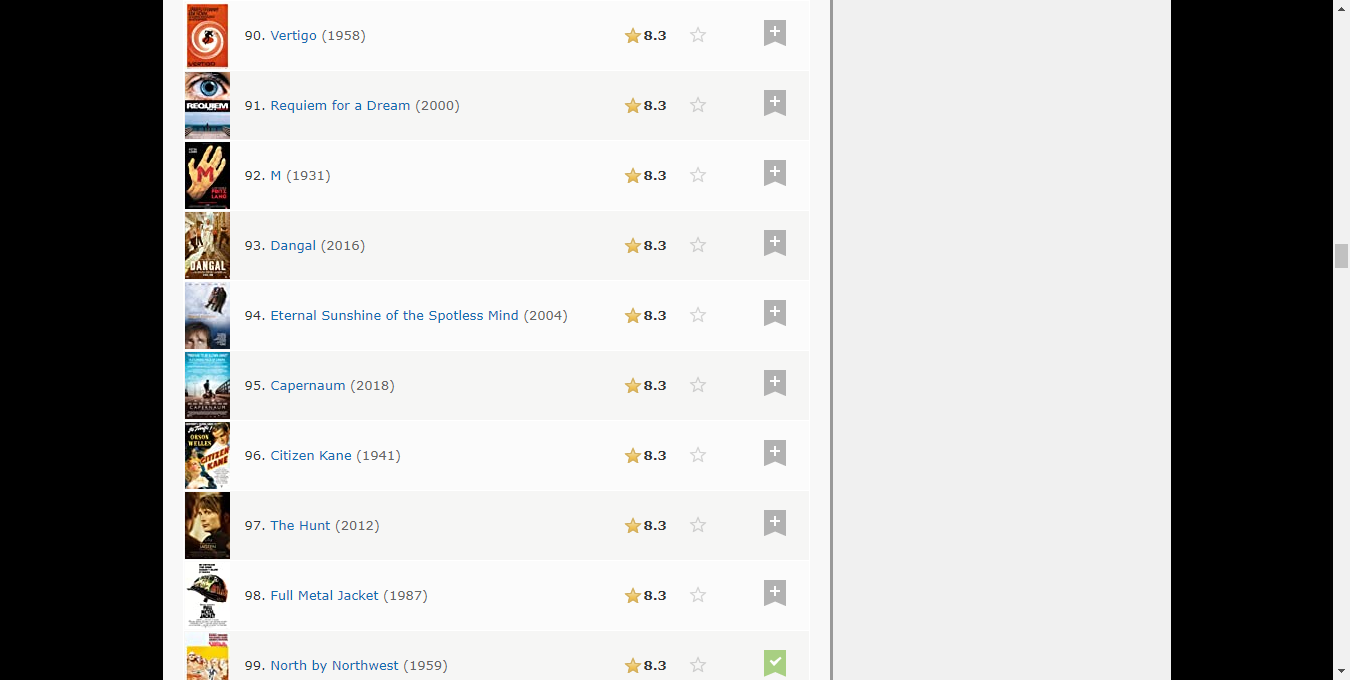 90. Vertigo (1958) 8.3
VERTIGO
91. Requiem for a Dream (2000) 8.3
REQUIEM
92. M (1931) 8.3
M
FRITZ
LANG
93. Dangal (2016) 8.3
DANGAL
94. Eternal Sunshine of the Spotless Mind (2004) 8.3
95. Capernaum (2018) 8.3
CAPERNAUM
96. Citizen Kane (1941) 8.3
ORSON
WELLES
CITIZEN
KANE
97. The Hunt (2012) 8.3
98. Full Metal Jacket (1987) 8.3
FULL
METAL
JACKET
99. North by Northwest (1959) 8.3